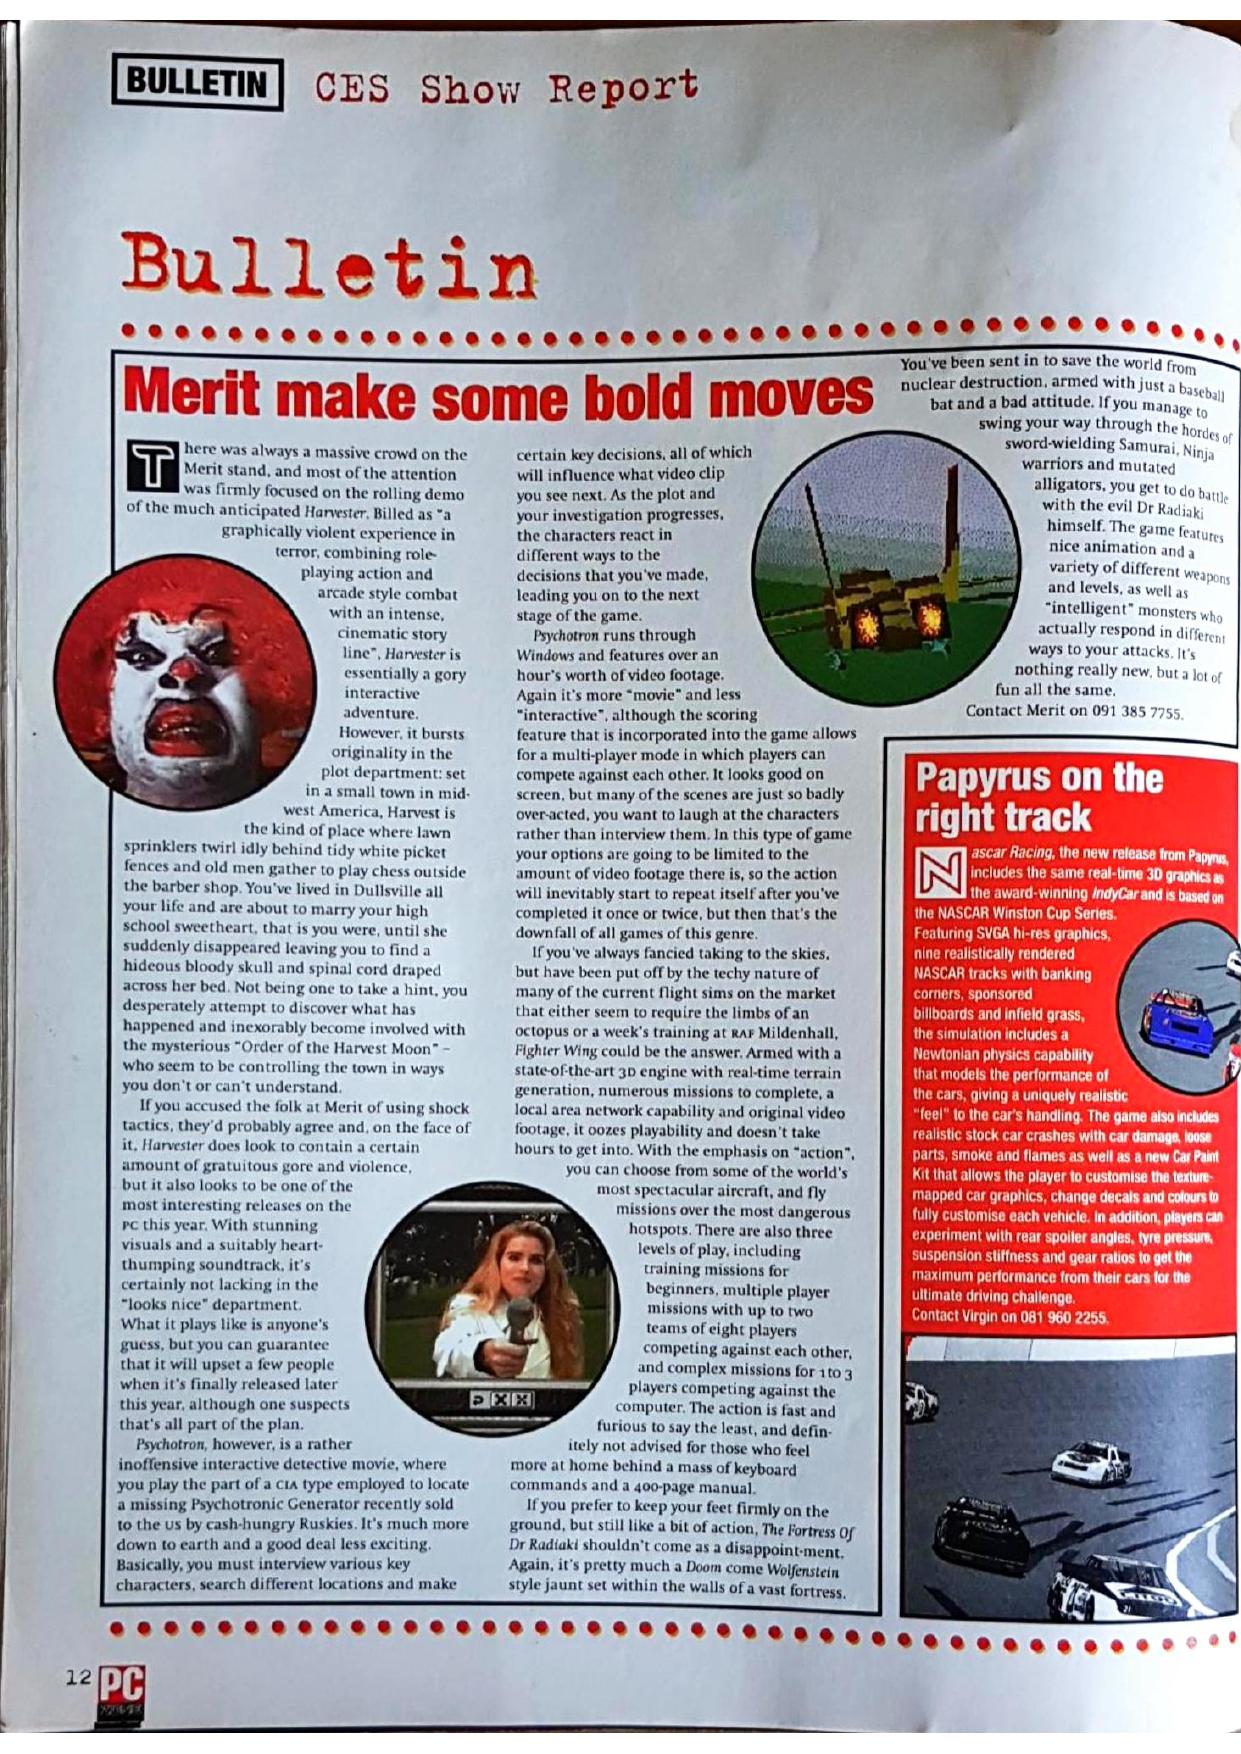 BULLETIN CES Show Report
Bulletin
Merit make some bold moves
There was always a massive crowd on the
Merit stand, and most of the attention
was firmly focused on the rolling demo
of the much anticipated Harvester. Billed as "a
graphically violent experience in
terror, combining role-
playing action and
arcade style combat
with an intense,
cinematic story
line", Harvester is
essentially a gory
interactive
adventure.
However, it bursts
originality in the
plot department: set
in a small town in mid-
west America, Harvest is
the kind of place where lawn
sprinklers twirl idly behind tidy white picket
fences and old men gather to play chess outside
the barber shop. You've lived in Dullsville all
your life and are about to marry your high
school sweetheart, that is you were, until she
suddenly disappeared leaving you to find a
hideous bloody skull and spinal cord draped
across her bed. Not being one to take a hint, you
desperately attempt to discover what has
happened and inexorably become involved with
the mysterious "Order of the Harvest Moon" –
who seem to be controlling the town in ways
you don't or can't understand.
If you accused the folk at Merit of using shock
tactics, they'd probably agree and, on the face of
it, Harvester does look to contain a certain
amount of gratuitous gore and violence,
but it also looks to be one of the
most interesting releases on the
PC this year. With stunning
visuals and a suitably heart-
thumping soundtrack, it's
certainly not lacking in the
"looks nice" department.
What it plays like is anyone's
guess, but you can guarantee
that it will upset a few people
when it's finally released later
this year, although one suspects
that's all part of the plan.
Psychotron, however, is a rather
inoffensive interactive detective movie, where
you play the part of a CIA type employed to locate
a missing Psychotronic Generator recently sold
to the US by cash-hungry Ruskies. It's much more
down to earth and a good deal less exciting.
Basically, you must interview various key
characters, search different locations and make
certain key decisions, all of which
will influence what video clip
you see next. As the plot and
your investigation progresses,
the characters react in
different ways to the
decisions that you've made,
leading you on to the next
stage of the game.
Psychotron runs through
Windows and features over an
hour's worth of video footage.
Again it's more "movie" and less
"interactive", although the scoring
feature that is incorporated into the game allows
for a multi-player mode in which players can
compete against each other. It looks good on
screen, but many of the scenes are just so badly
over-acted, you want to laugh at the characters
rather than interview them. In this type of game
your options are going to be limited to the
amount of video footage there is, so the action
will inevitably start to repeat itself after you've
completed it once or twice, but then that's the
downfall of all games of this genre.
If you've always fancied taking to the skies,
but have been put off by the techy nature of
many of the current flight sims on the market
that either seem to require the limbs of an
octopus or a week's training at RAF Mildenhall,
Fighter Wing could be the answer. Armed with a
state-of-the-art 3D engine with real-time terrain
generation, numerous missions to complete, a
local area network capability and original video
footage, it oozes playability and doesn't take
hours to get into. With the emphasis on "action",
you can choose from some of the world's
most spectacular aircraft, and fly
missions over the most dangerous
hotspots. There are also three
levels of play, including
training missions for
beginners, multiple player
missions with up to two
teams of eight players
competing against each other,
and complex missions for 1 to 3
players competing against the
computer. The action is fast and
furious to say the least, and defin-
itely not advised for those who feel
more at home behind a mass of keyboard
commands and a 400-page manual.
If you prefer to keep your feet firmly on the
ground, but still like a bit of action, The Fortress Of
Dr Radiaki shouldn't come as a disappoint-ment.
Again, it's pretty much a Doom come Wolfenstein
style jaunt set within the walls of a vast fortress.
You've been sent in to save the world from
nuclear destruction, armed with just a baseball
bat and a bad attitude. If you manage to
swing your way through the hordes of
sword-wielding Samurai, Ninja
warriors and mutated
alligators, you get to do battle
with the evil Dr Radiaki
himself. The game features
nice animation and a
variety of different weapons
and levels, as well as
"intelligent" monsters who
actually respond in different
ways to your attacks. It's
nothing really new, but a lot of
fun all the same.
Contact Merit on 091 385 7755.
Papyrus on the
right track
Nascar Racing, the new release from Papyrus,
includes the same real-time 3D graphics as
the award-winning IndyCar and is based on
the NASCAR Winston Cup Series.
Featuring SVGA hi-res graphics,
nine realistically rendered
NASCAR tracks with banking
corners, sponsored
billboards and infield grass,
the simulation includes a
Newtonian physics capability
that models the performance of
the cars, giving a uniquely realistic
"feel" to the car's handling. The game also includes
realistic stock car crashes with car damage, loose
parts, smoke and flames as well as a new Car Paint
Kit that allows the player to customise the texture-
mapped car graphics, change decals and colours to
fully customise each vehicle. In addition, players can
experiment with rear spoiler angles, tyre pressure,
suspension stiffness and gear ratios to get the
maximum performance from their cars for the
ultimate driving challenge.
Contact Virgin on 081 960 2255.
12 PC